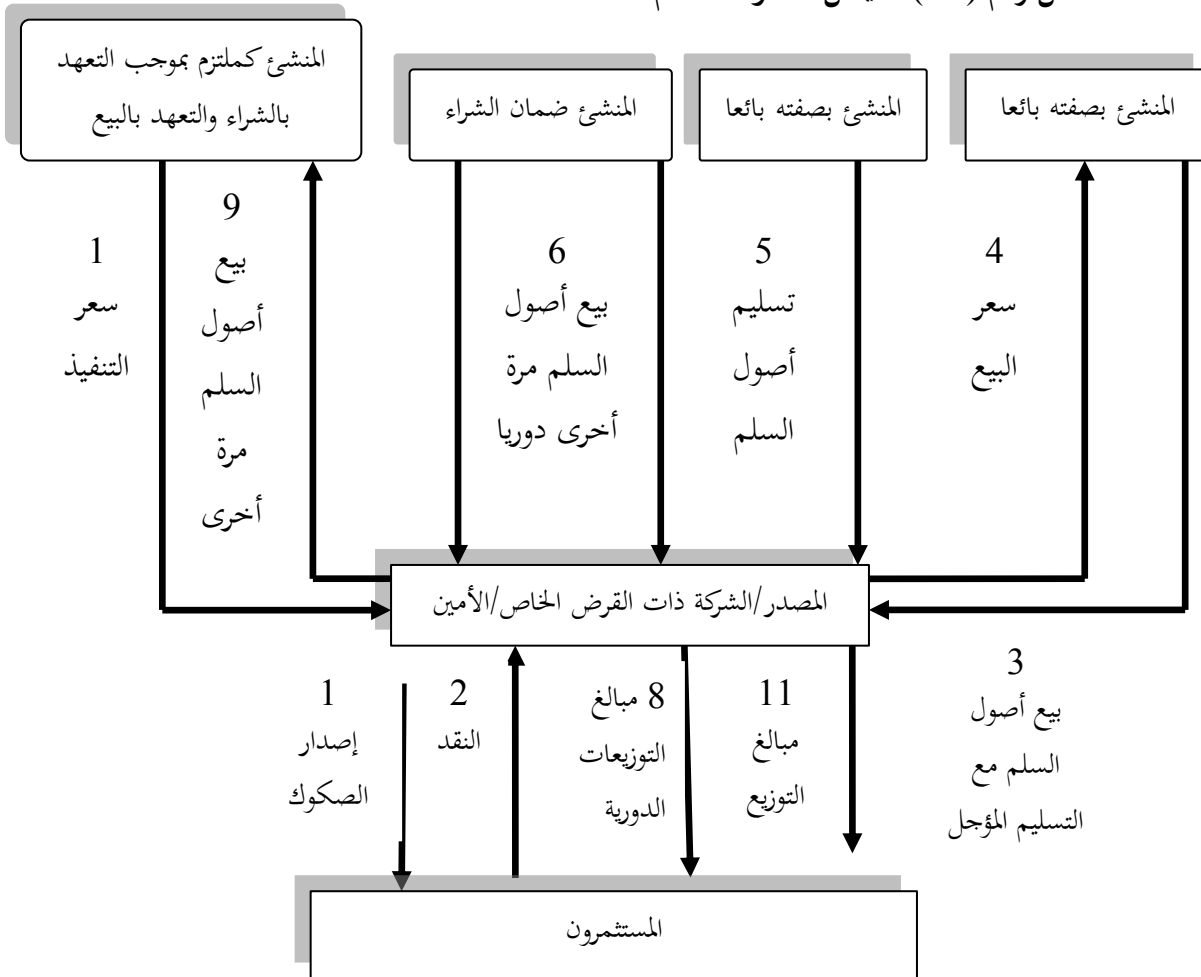 المنشئ كملتزم بموجب التعهد
بالشراء والتعهد بالبيع
المنشئ ضمان الشراء
المنشئ بصفته بائعا
المنشئ بصفته بائعا
1
سعر
التنفيذ
9
بيع
أصول
السلم
مرة
أخرى
6
بيع أصول
السلم مرة
أخرى دوريا
5
تسليم
أصول
السلم
4
سعر
البيع
المصدر/الشركة ذات القرض الخاص/الأمين
1
إصدار
الصكوك
2
النقد
8 مبالغ
التوزيعات
الدورية
11
مبالغ
التوزيع
3
بيع أصول
السلم مع
التسليم المؤجل
المستثمرون